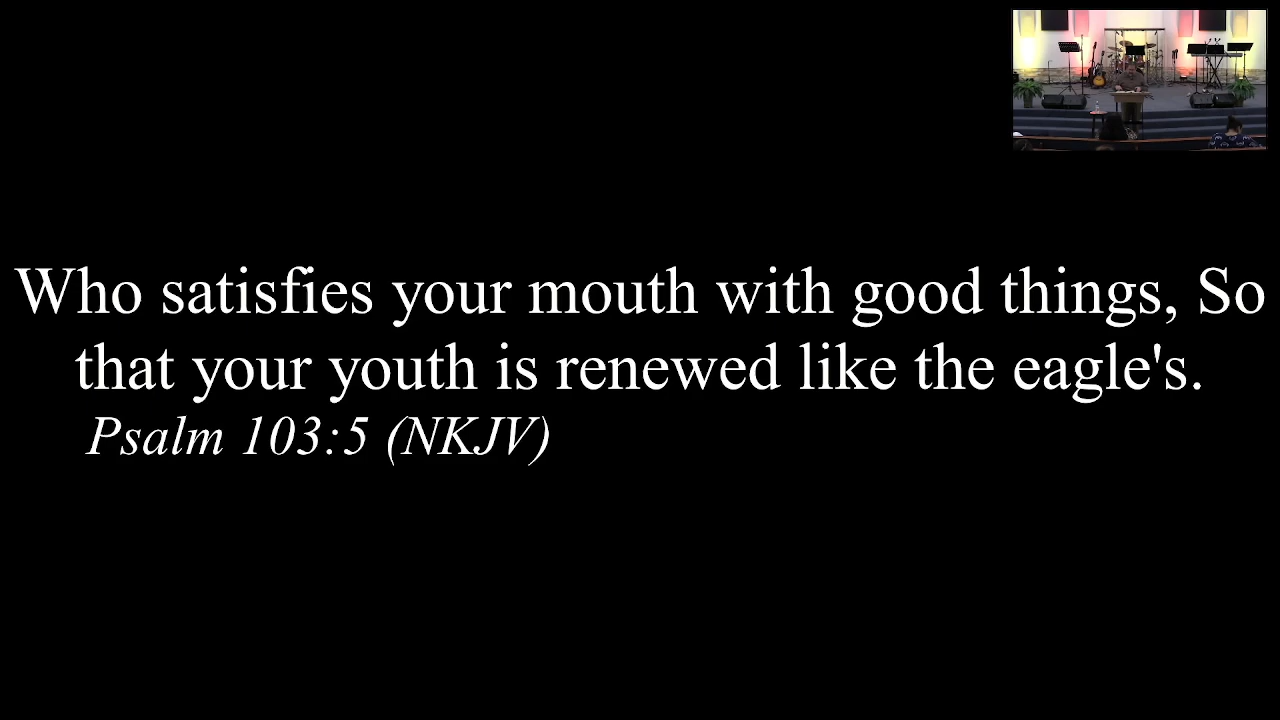 Who satisfies your mouth with good things, So
that your youth is renewed like the eagle's.
Psalm 103:5 (NKJV)